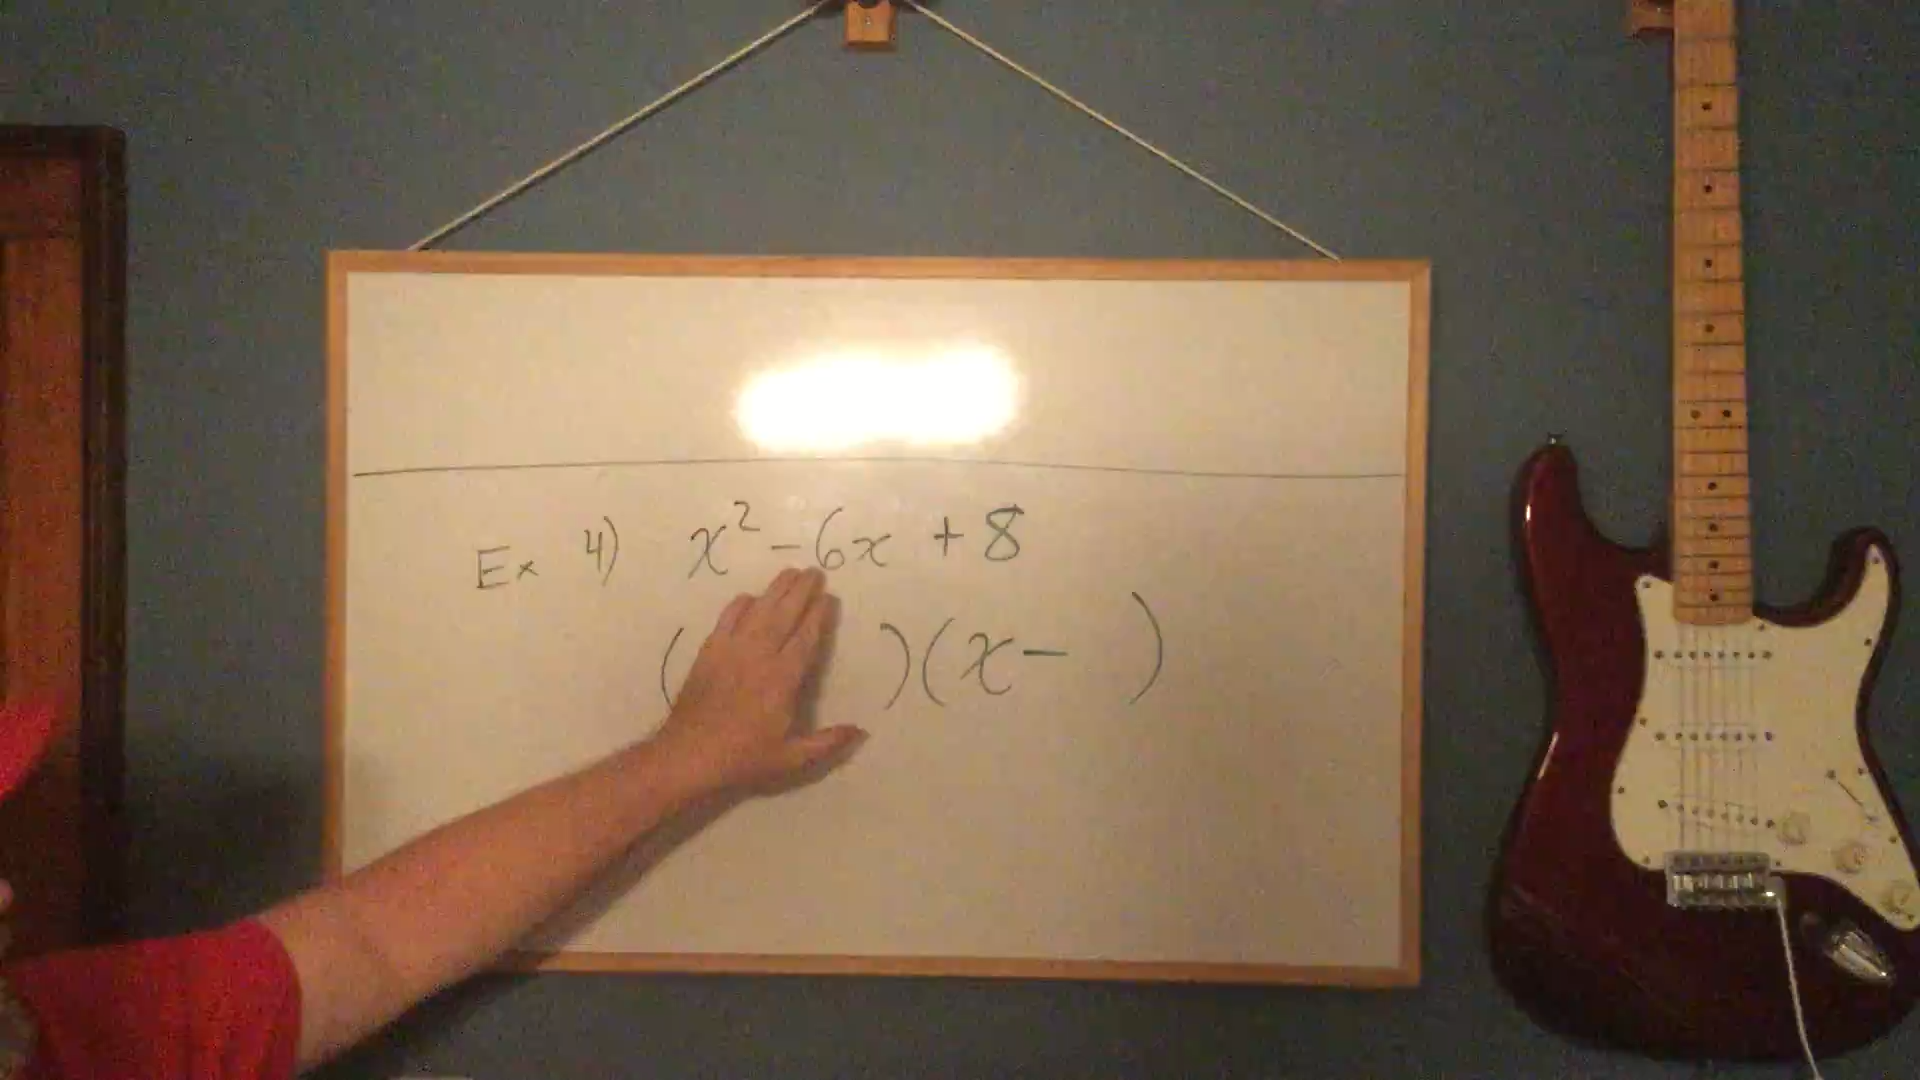 Ex 4) x² - 6x + 8
( )(x - )